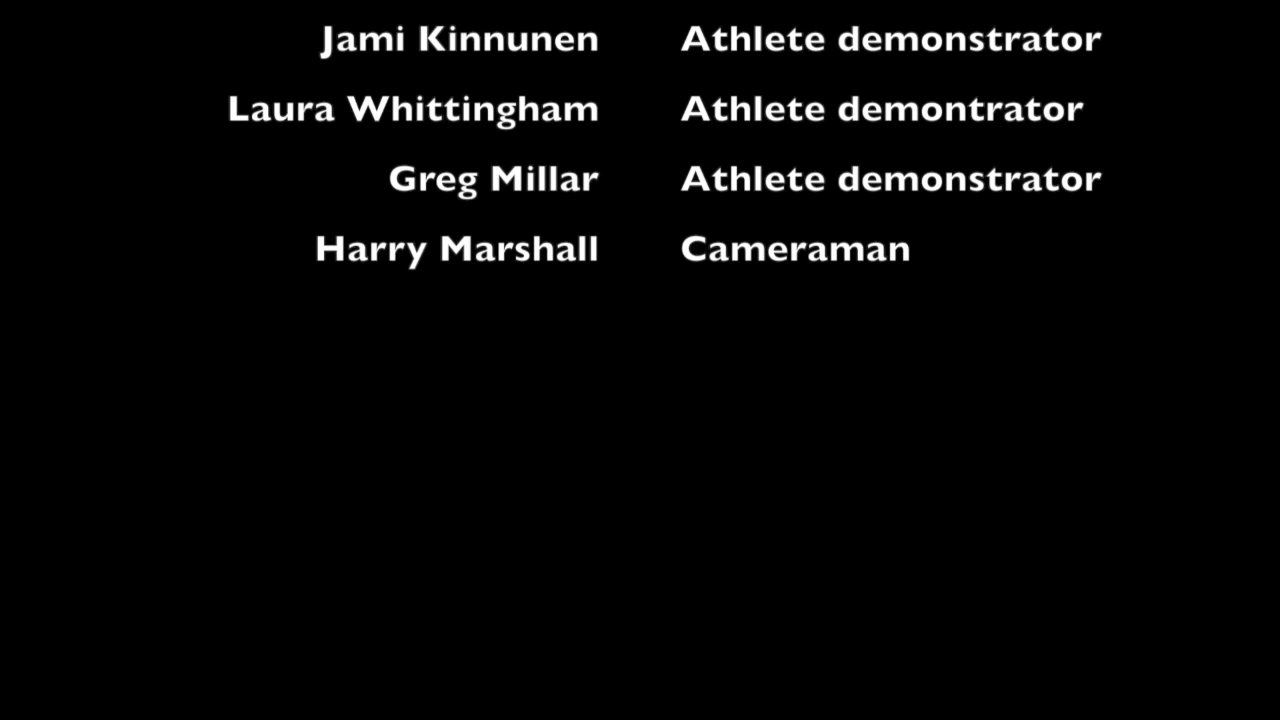 Jami Kinnunen Athlete demonstrator
Laura Whittingham Athlete demontrator
Greg Millar Athlete demonstrator
Harry Marshall Cameraman